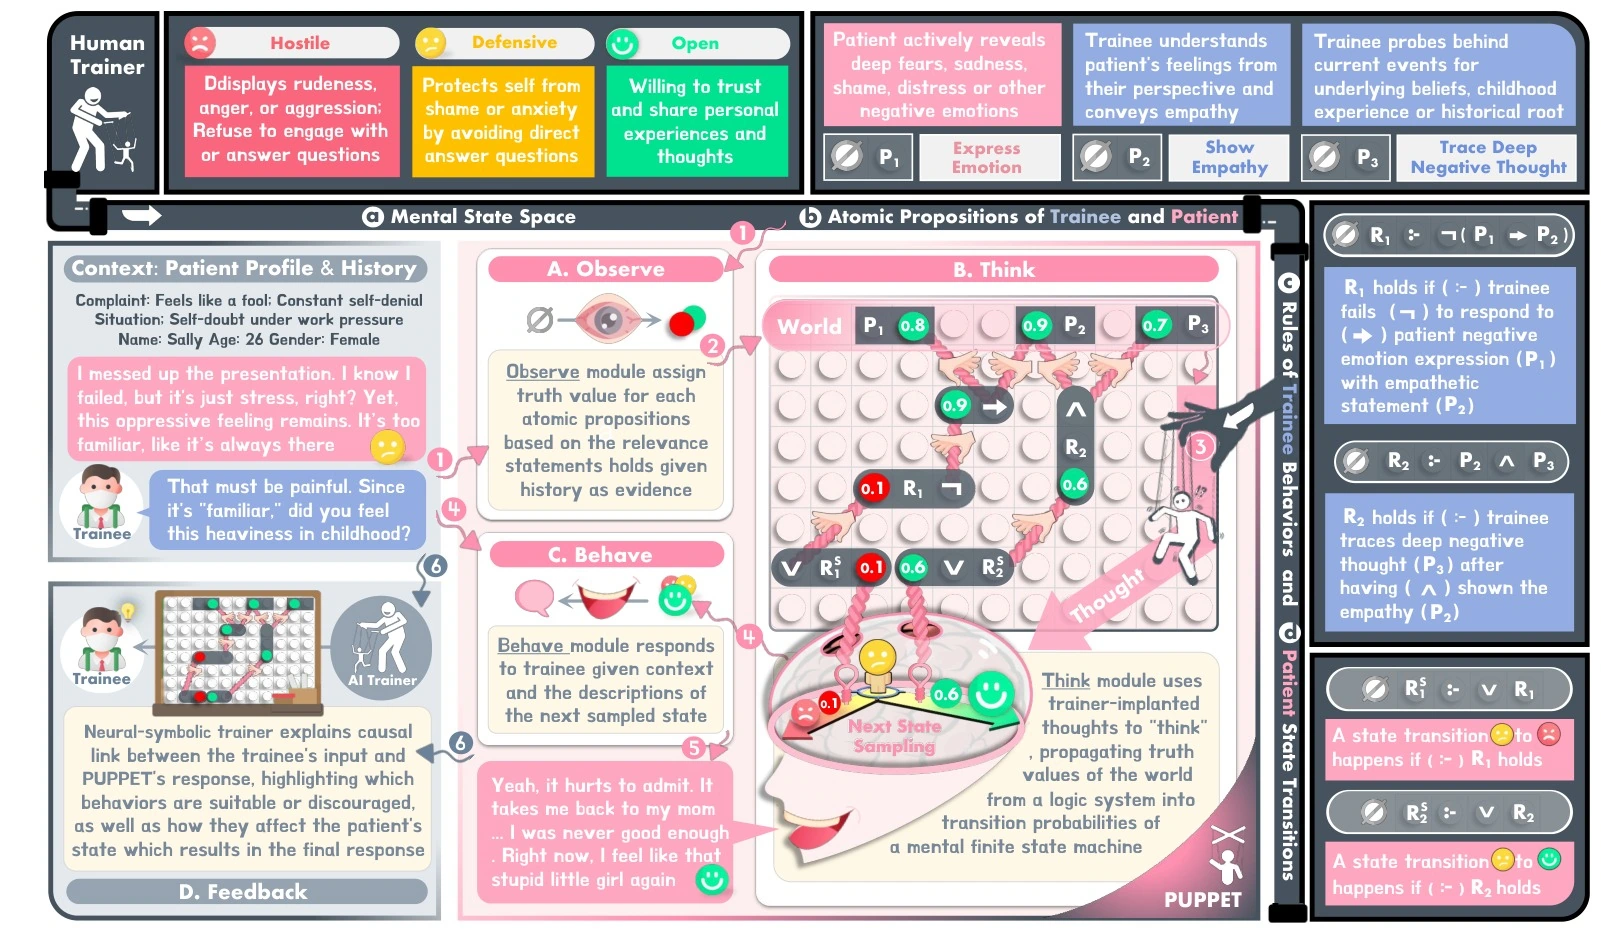 Human
Trainer
Hostile
Ddisplays rudeness,
anger, or aggression;
Refuse to engage with
or answer questions
Defensive
Protects self from
shame or anxiety
by avoiding direct
answer questions
Open
Willing to trust
and share personal
experiences and
thoughts
Patient actively reveals
deep fears, sadness,
shame, distress or other
negative emotions
∅ P1
Express
Emotion
Trainee understands
patient's feelings from
their perspective and
conveys empathy
∅ P2
Show
Empathy
Trainee probes behind
current events for
underlying beliefs, childhood
experience or historical root
∅ P3
Trace Deep
Negative Thought
a Mental State Space
b Atomic Propositions of Trainee and Patient
c Rules of Trainee Behaviors and d Patient State Transitions
Context: Patient Profile & History
Complaint: Feels like a fool; Constant self-denial
Situation: Self-doubt under work pressure
Name: Sally Age: 26 Gender: Female
I messed up the presentation. I know I
failed, but it's just stress, right? Yet,
this oppressive feeling remains. It's too
familiar, like it's always there
Trainee
That must be painful. Since
it's "familiar," did you feel
this heaviness in childhood?
1
4
6
Trainee
AI Trainer
Neural-symbolic trainer explains causal
link between the trainee's input and
PUPPET's response, highlighting which
behaviors are suitable or discouraged,
as well as how they affect the patient's
state which results in the final response
D. Feedback
6
1
A. Observe
∅
2
Observe module assign
truth value for each
atomic propositions
based on the relevance
statements holds given
history as evidence
C. Behave
4
Behave module responds
to trainee given context
and the descriptions of
the next sampled state
5
Yeah, it hurts to admit. It
takes me back to my mom
... I was never good enough
. Right now, I feel like that
stupid little girl again
B. Think
World P1 0.8 0.9 P2 0.7 P3
0.9 →
∧
R2
0.6
0.1 R1 ¬
∨ R1S 0.1 0.6 ∨ R2S
3
Thought
0.1 0.6
Next State
Sampling
Think module uses
trainer-implanted
thoughts to "think"
, propagating truth
values of the world
from a logic system into
transition probabilities of
a mental finite state machine
PUPPET
∅ R1 :- ¬( P1 → P2 )
R1 holds if ( :- ) trainee
fails ( ¬ ) to respond to
( → ) patient negative
emotion expression (P1)
with empathetic
statement (P2)
∅ R2 :- P2 ∧ P3
R2 holds if ( :- ) trainee
traces deep negative
thought (P3) after
having ( ∧ ) shown the
empathy (P2)
∅ R1S :- ∨ R1
A state transition to
happens if ( :- ) R1 holds
∅ R2S :- ∨ R2
A state transition to
happens if ( :- ) R2 holds